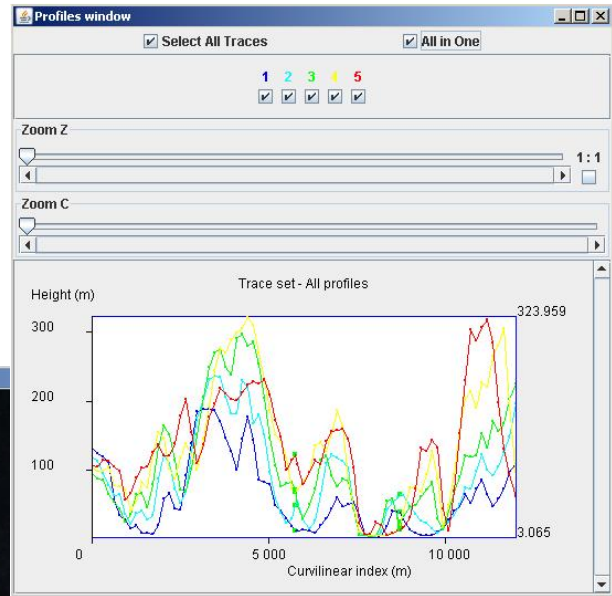 Profiles window
Select All Traces All in One
1 2 3 4 5
Zoom Z
1 : 1
Zoom C
Trace set - All profiles
Height (m)
323.959
300
200
100
3.065
0 5 000 10 000
Curvilinear index (m)